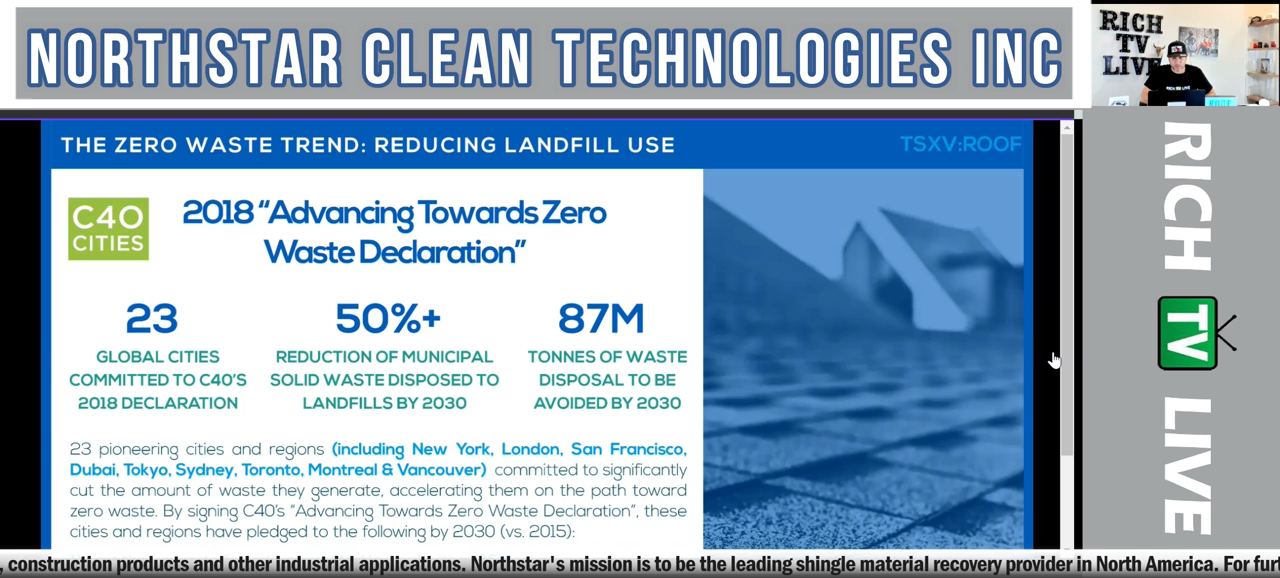 NORTHSTAR CLEAN TECHNOLOGIES INC
RICH
TV
LIVE
THE ZERO WASTE TREND: REDUCING LANDFILL USE
TSXV:ROOF
C40
CITIES
2018 “Advancing Towards Zero
Waste Declaration”
23
GLOBAL CITIES
COMMITTED TO C40'S
2018 DECLARATION
50%+
REDUCTION OF MUNICIPAL
SOLID WASTE DISPOSED TO
LANDFILLS BY 2030
87M
TONNES OF WASTE
DISPOSAL TO BE
AVOIDED BY 2030
23 pioneering cities and regions (including New York, London, San Francisco,
Dubai, Tokyo, Sydney, Toronto, Montreal & Vancouver) committed to significantly
cut the amount of waste they generate, accelerating them on the path toward
zero waste. By signing C40's "Advancing Towards Zero Waste Declaration", these
cities and regions have pledged to the following by 2030 (vs. 2015):
RICH TV LIVE
, construction products and other industrial applications. Northstar's mission is to be the leading shingle material recovery provider in North America. For fur